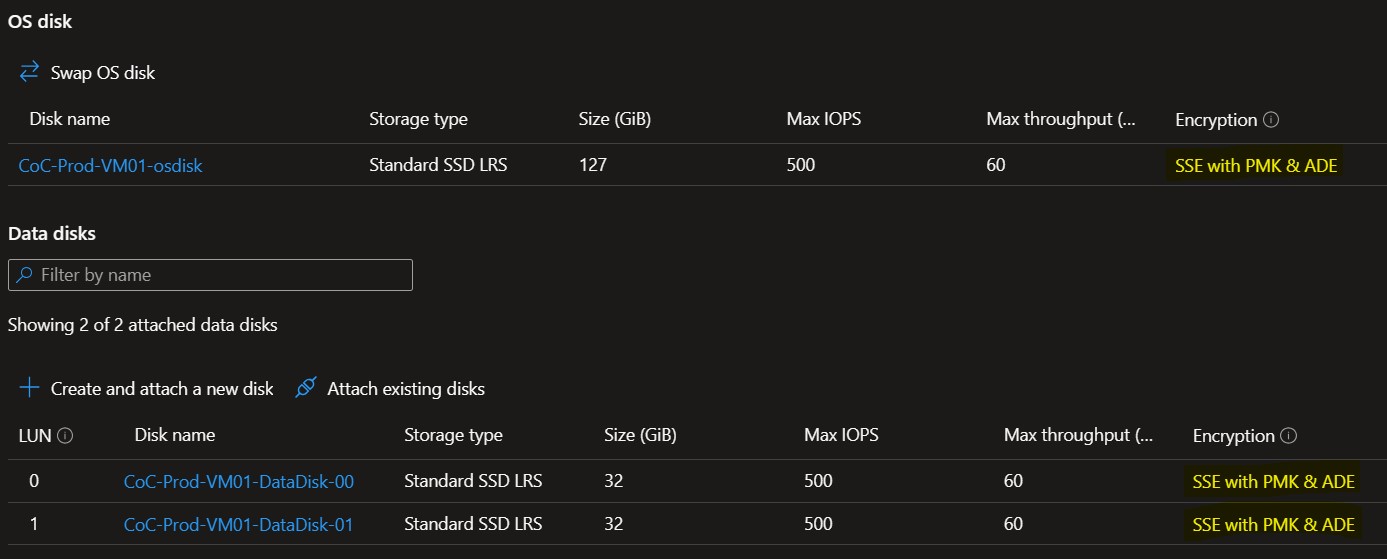 OS disk
Swap OS disk
Disk name Storage type Size (GiB) Max IOPS Max throughput (... Encryption
CoC-Prod-VM01-osdisk Standard SSD LRS 127 500 60 SSE with PMK & ADE
Data disks
Filter by name
Showing 2 of 2 attached data disks
Create and attach a new disk Attach existing disks
LUN Disk name Storage type Size (GiB) Max IOPS Max throughput (... Encryption
0 CoC-Prod-VM01-DataDisk-00 Standard SSD LRS 32 500 60 SSE with PMK & ADE
1 CoC-Prod-VM01-DataDisk-01 Standard SSD LRS 32 500 60 SSE with PMK & ADE